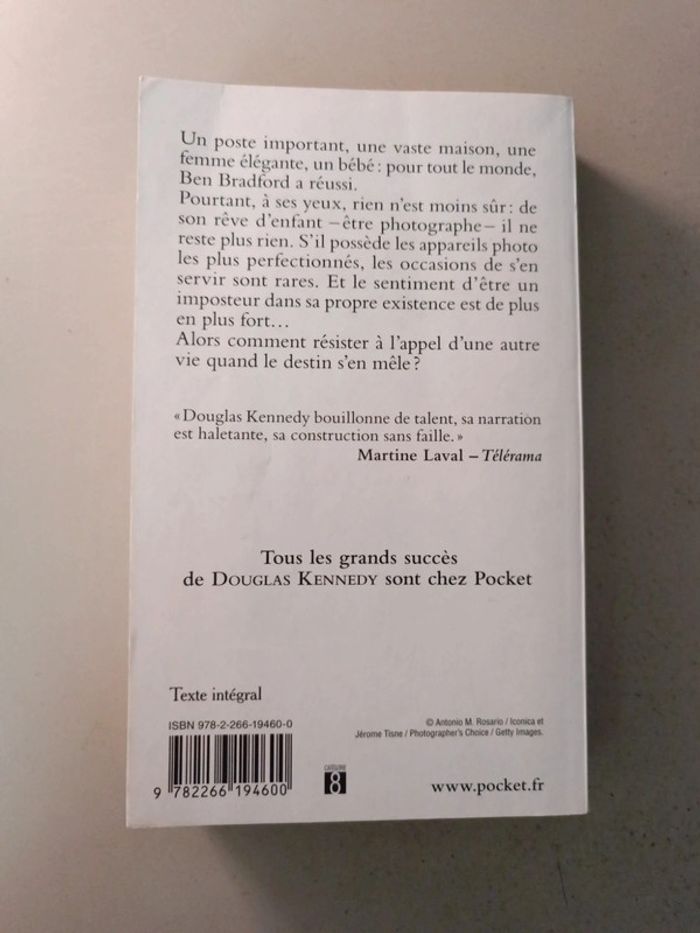 Un poste important, une vaste maison, une
femme élégante, un bébé : pour tout le monde,
Ben Bradford a réussi.
Pourtant, à ses yeux, rien n'est moins sûr : de
son rêve d'enfant – être photographe – il ne
reste plus rien. S'il possède les appareils photo
les plus perfectionnés, les occasions de s'en
servir sont rares. Et le sentiment d'être un
imposteur dans sa propre existence est de plus
en plus fort…
Alors comment résister à l'appel d'une autre
vie quand le destin s'en mêle ?
« Douglas Kennedy bouillonne de talent, sa narration
est haletante, sa construction sans faille. »
Martine Laval – Télérama
Tous les grands succès
de DOUGLAS KENNEDY sont chez Pocket
Texte intégral
ISBN 978-2-266-19460-0
9 782266 194600
© Antonio M. Rosario / Iconica et
Jérome Tisne / Photographer's Choice / Getty Images.
CATÉGORIE
8
www.pocket.fr